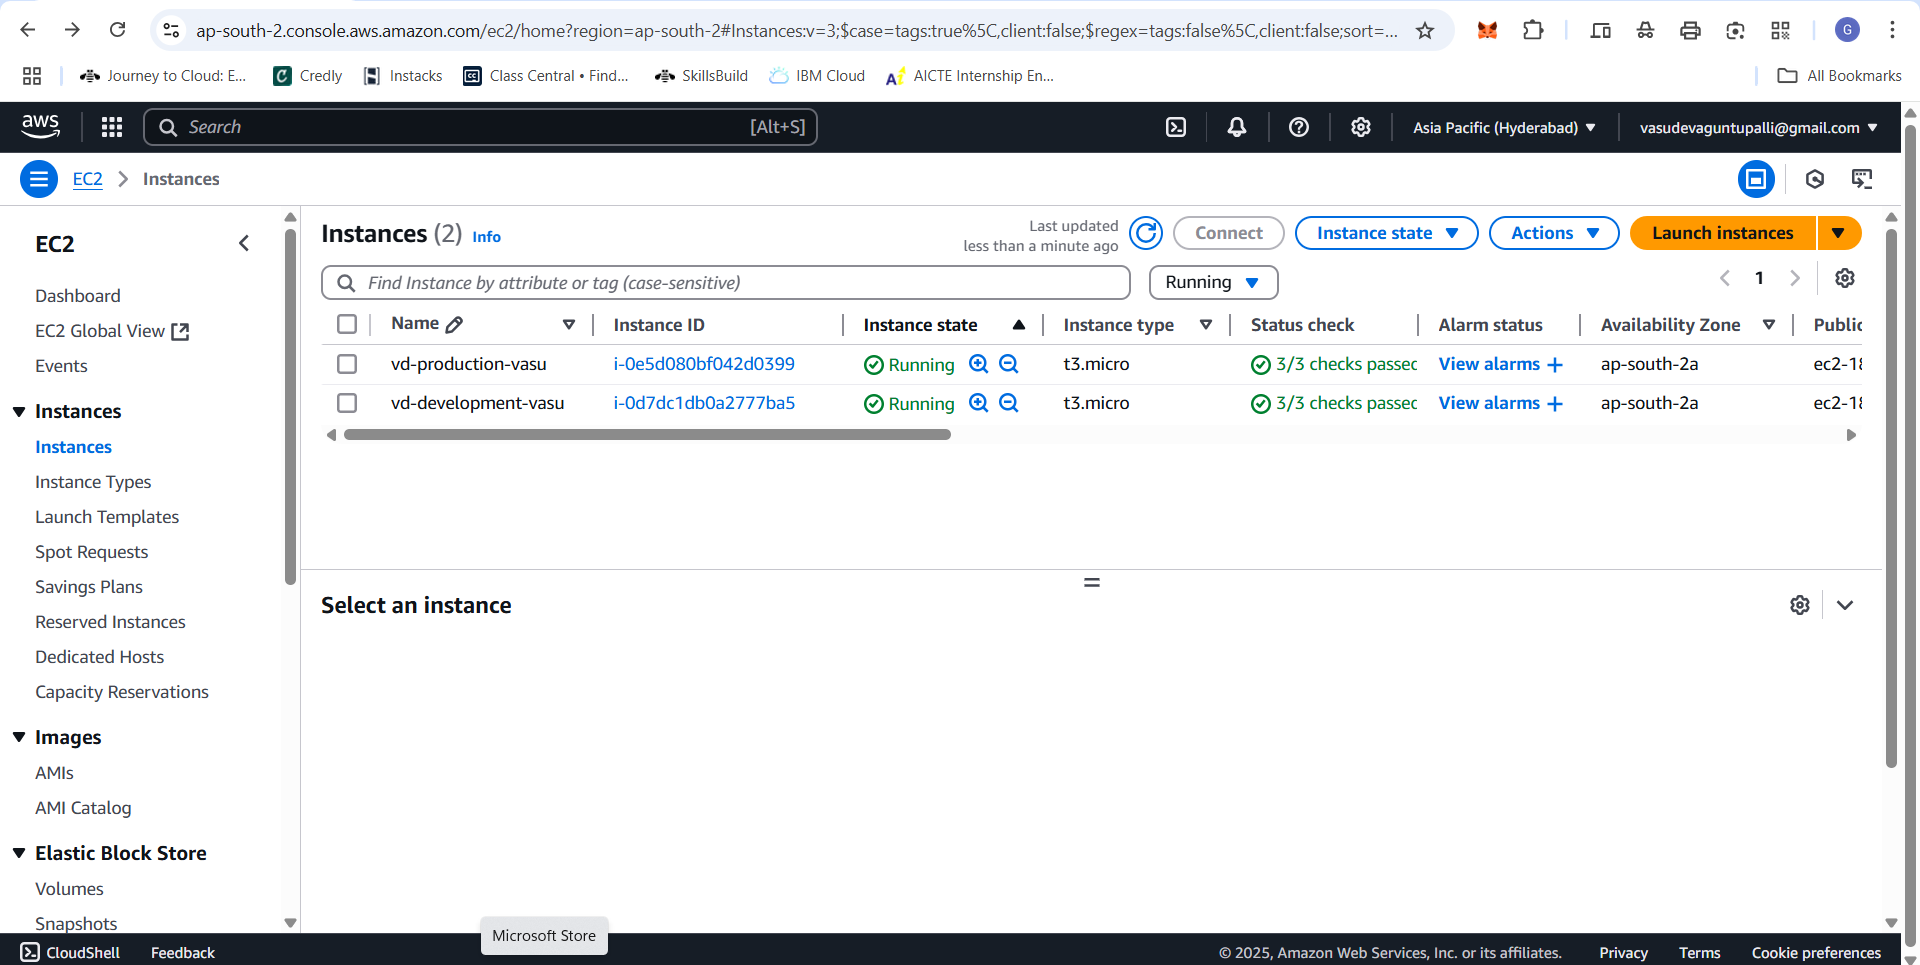 ap-south-2.console.aws.amazon.com/ec2/home?region=ap-south-2#Instances:v=3;$case=tags:true%5C,client:false;$regex=tags:false%5C,client:false;sort=...
G
Journey to Cloud: E...
Credly
Instacks
Class Central • Find...
SkillsBuild
IBM Cloud
AICTE Internship En...
All Bookmarks
aws
Search
[Alt+S]
Asia Pacific (Hyderabad)
vasudevaguntupalli@gmail.com
EC2
Instances
EC2
Dashboard
EC2 Global View
Events
Instances
Instances
Instance Types
Launch Templates
Spot Requests
Savings Plans
Reserved Instances
Dedicated Hosts
Capacity Reservations
Images
AMIs
AMI Catalog
Elastic Block Store
Volumes
Snapshots
Instances (2) Info
Last updated
less than a minute ago
Connect
Instance state
Actions
Launch instances
Find Instance by attribute or tag (case-sensitive)
Running
1
Name Instance ID Instance state Instance type Status check Alarm status Availability Zone Public
vd-production-vasu i-0e5d080bf042d0399 Running t3.micro 3/3 checks passed View alarms + ap-south-2a ec2-18
vd-development-vasu i-0d7dc1db0a2777ba5 Running t3.micro 3/3 checks passed View alarms + ap-south-2a ec2-18
Select an instance
Microsoft Store
CloudShell
Feedback
© 2025, Amazon Web Services, Inc. or its affiliates.
Privacy
Terms
Cookie preferences